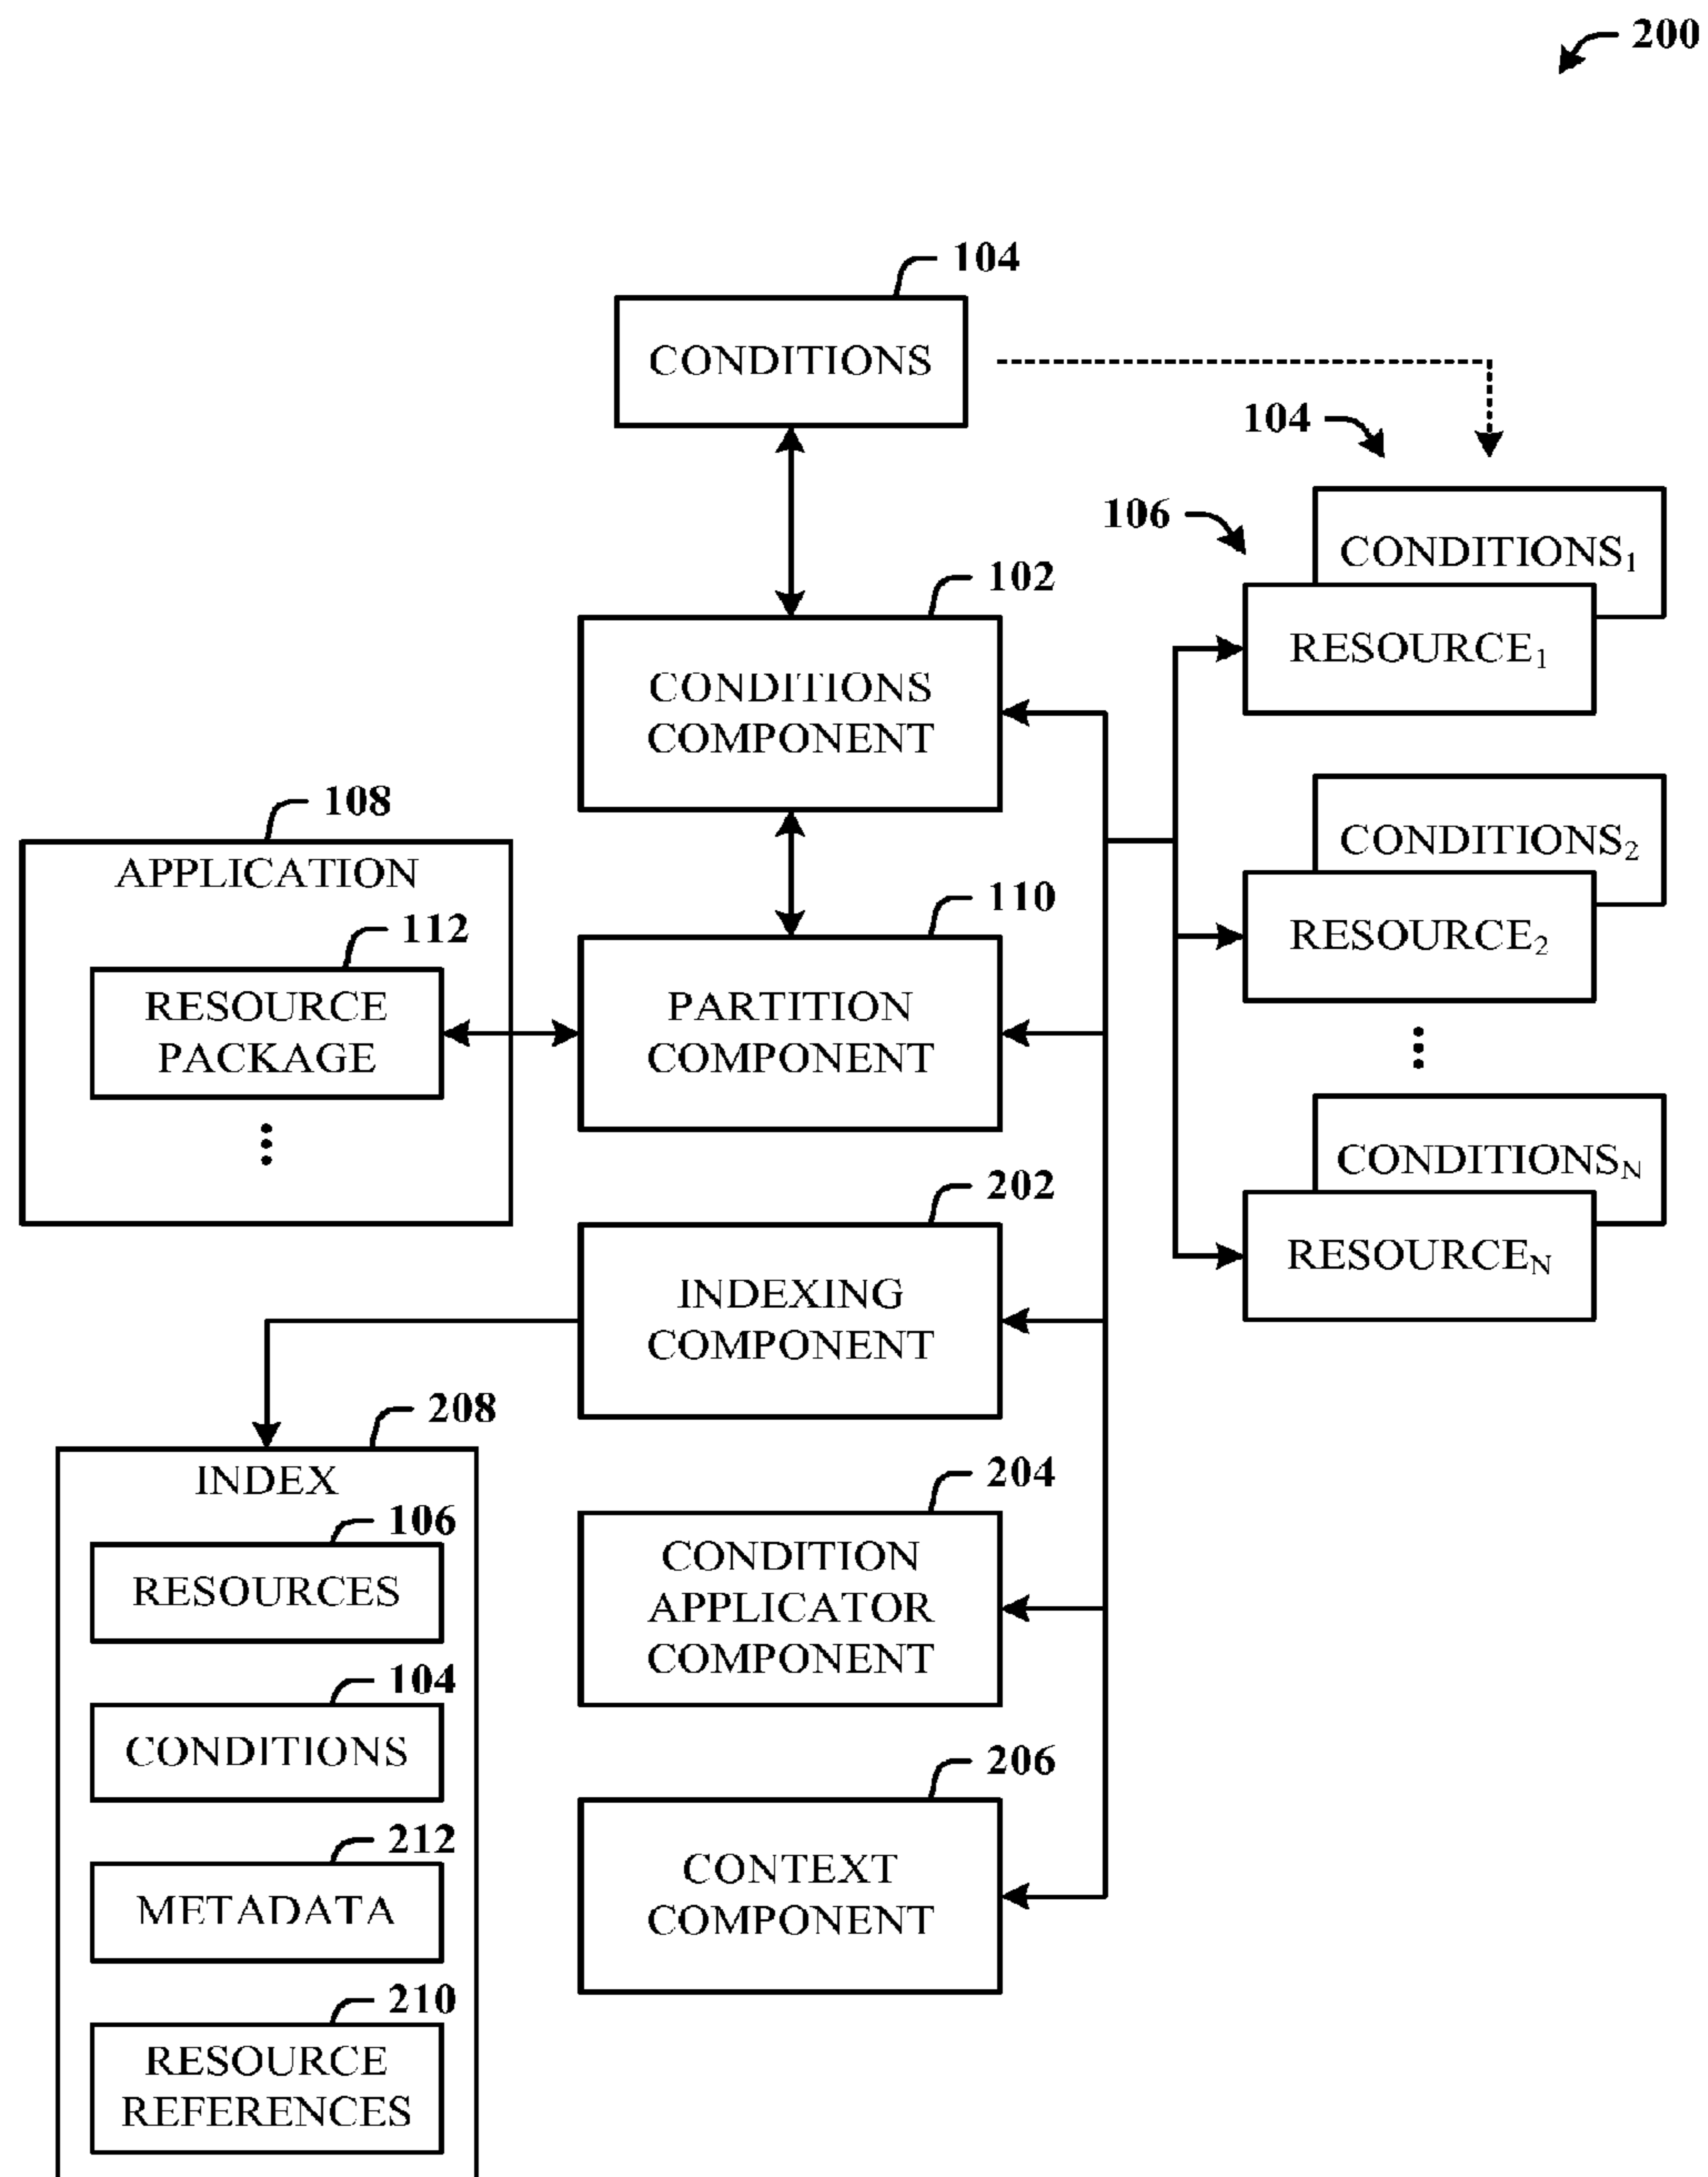 200
104
CONDITIONS
104
106
CONDITIONS1
RESOURCE1
102
CONDITIONS
COMPONENT
108
APPLICATION
112
RESOURCE
PACKAGE
110
PARTITION
COMPONENT
CONDITIONS2
RESOURCE2
CONDITIONSN
RESOURCEN
202
INDEXING
COMPONENT
208
INDEX
106
RESOURCES
104
CONDITIONS
212
METADATA
210
RESOURCE
REFERENCES
204
CONDITION
APPLICATOR
COMPONENT
206
CONTEXT
COMPONENT